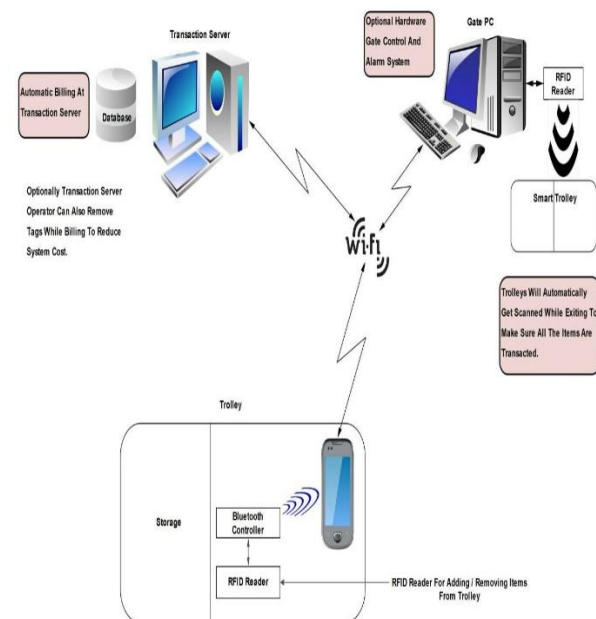 Transaction Server
Automatic Billing At
Transaction Server
Database
Optionally Transaction Server
Operator Can Also Remove
Tags While Billing To Reduce
System Cost.
Optional Hardware
Gate Control And
Alarm System
Gate PC
RFID
Reader
Smart Trolley
Wi-Fi
Trolleys Will Automatically
Get Scanned While Exiting To
Make Sure All The Items Are
Transacted.
Trolley
Storage
Bluetooth
Controller
RFID Reader
RFID Reader For Adding / Removing Items
From Trolley